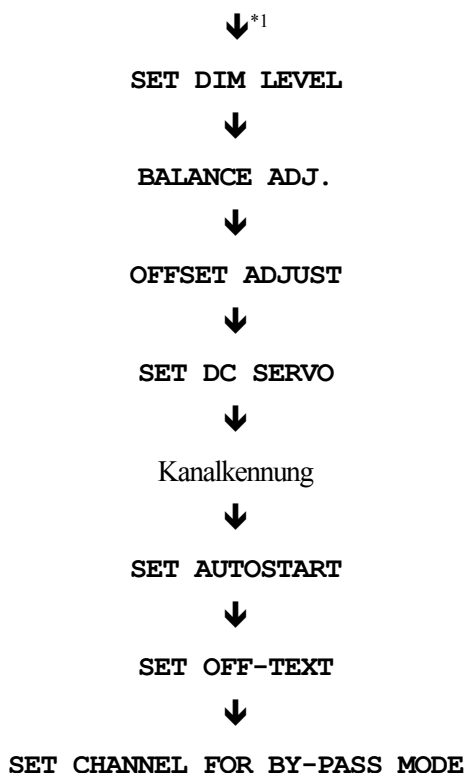 🡻*1
SET DIM LEVEL
🡻
BALANCE ADJ.
🡻
OFFSET ADJUST
🡻
SET DC SERVO
🡻
Kanalkennung
🡻
SET AUTOSTART
🡻
SET OFF-TEXT
🡻
SET CHANNEL FOR BY-PASS MODE